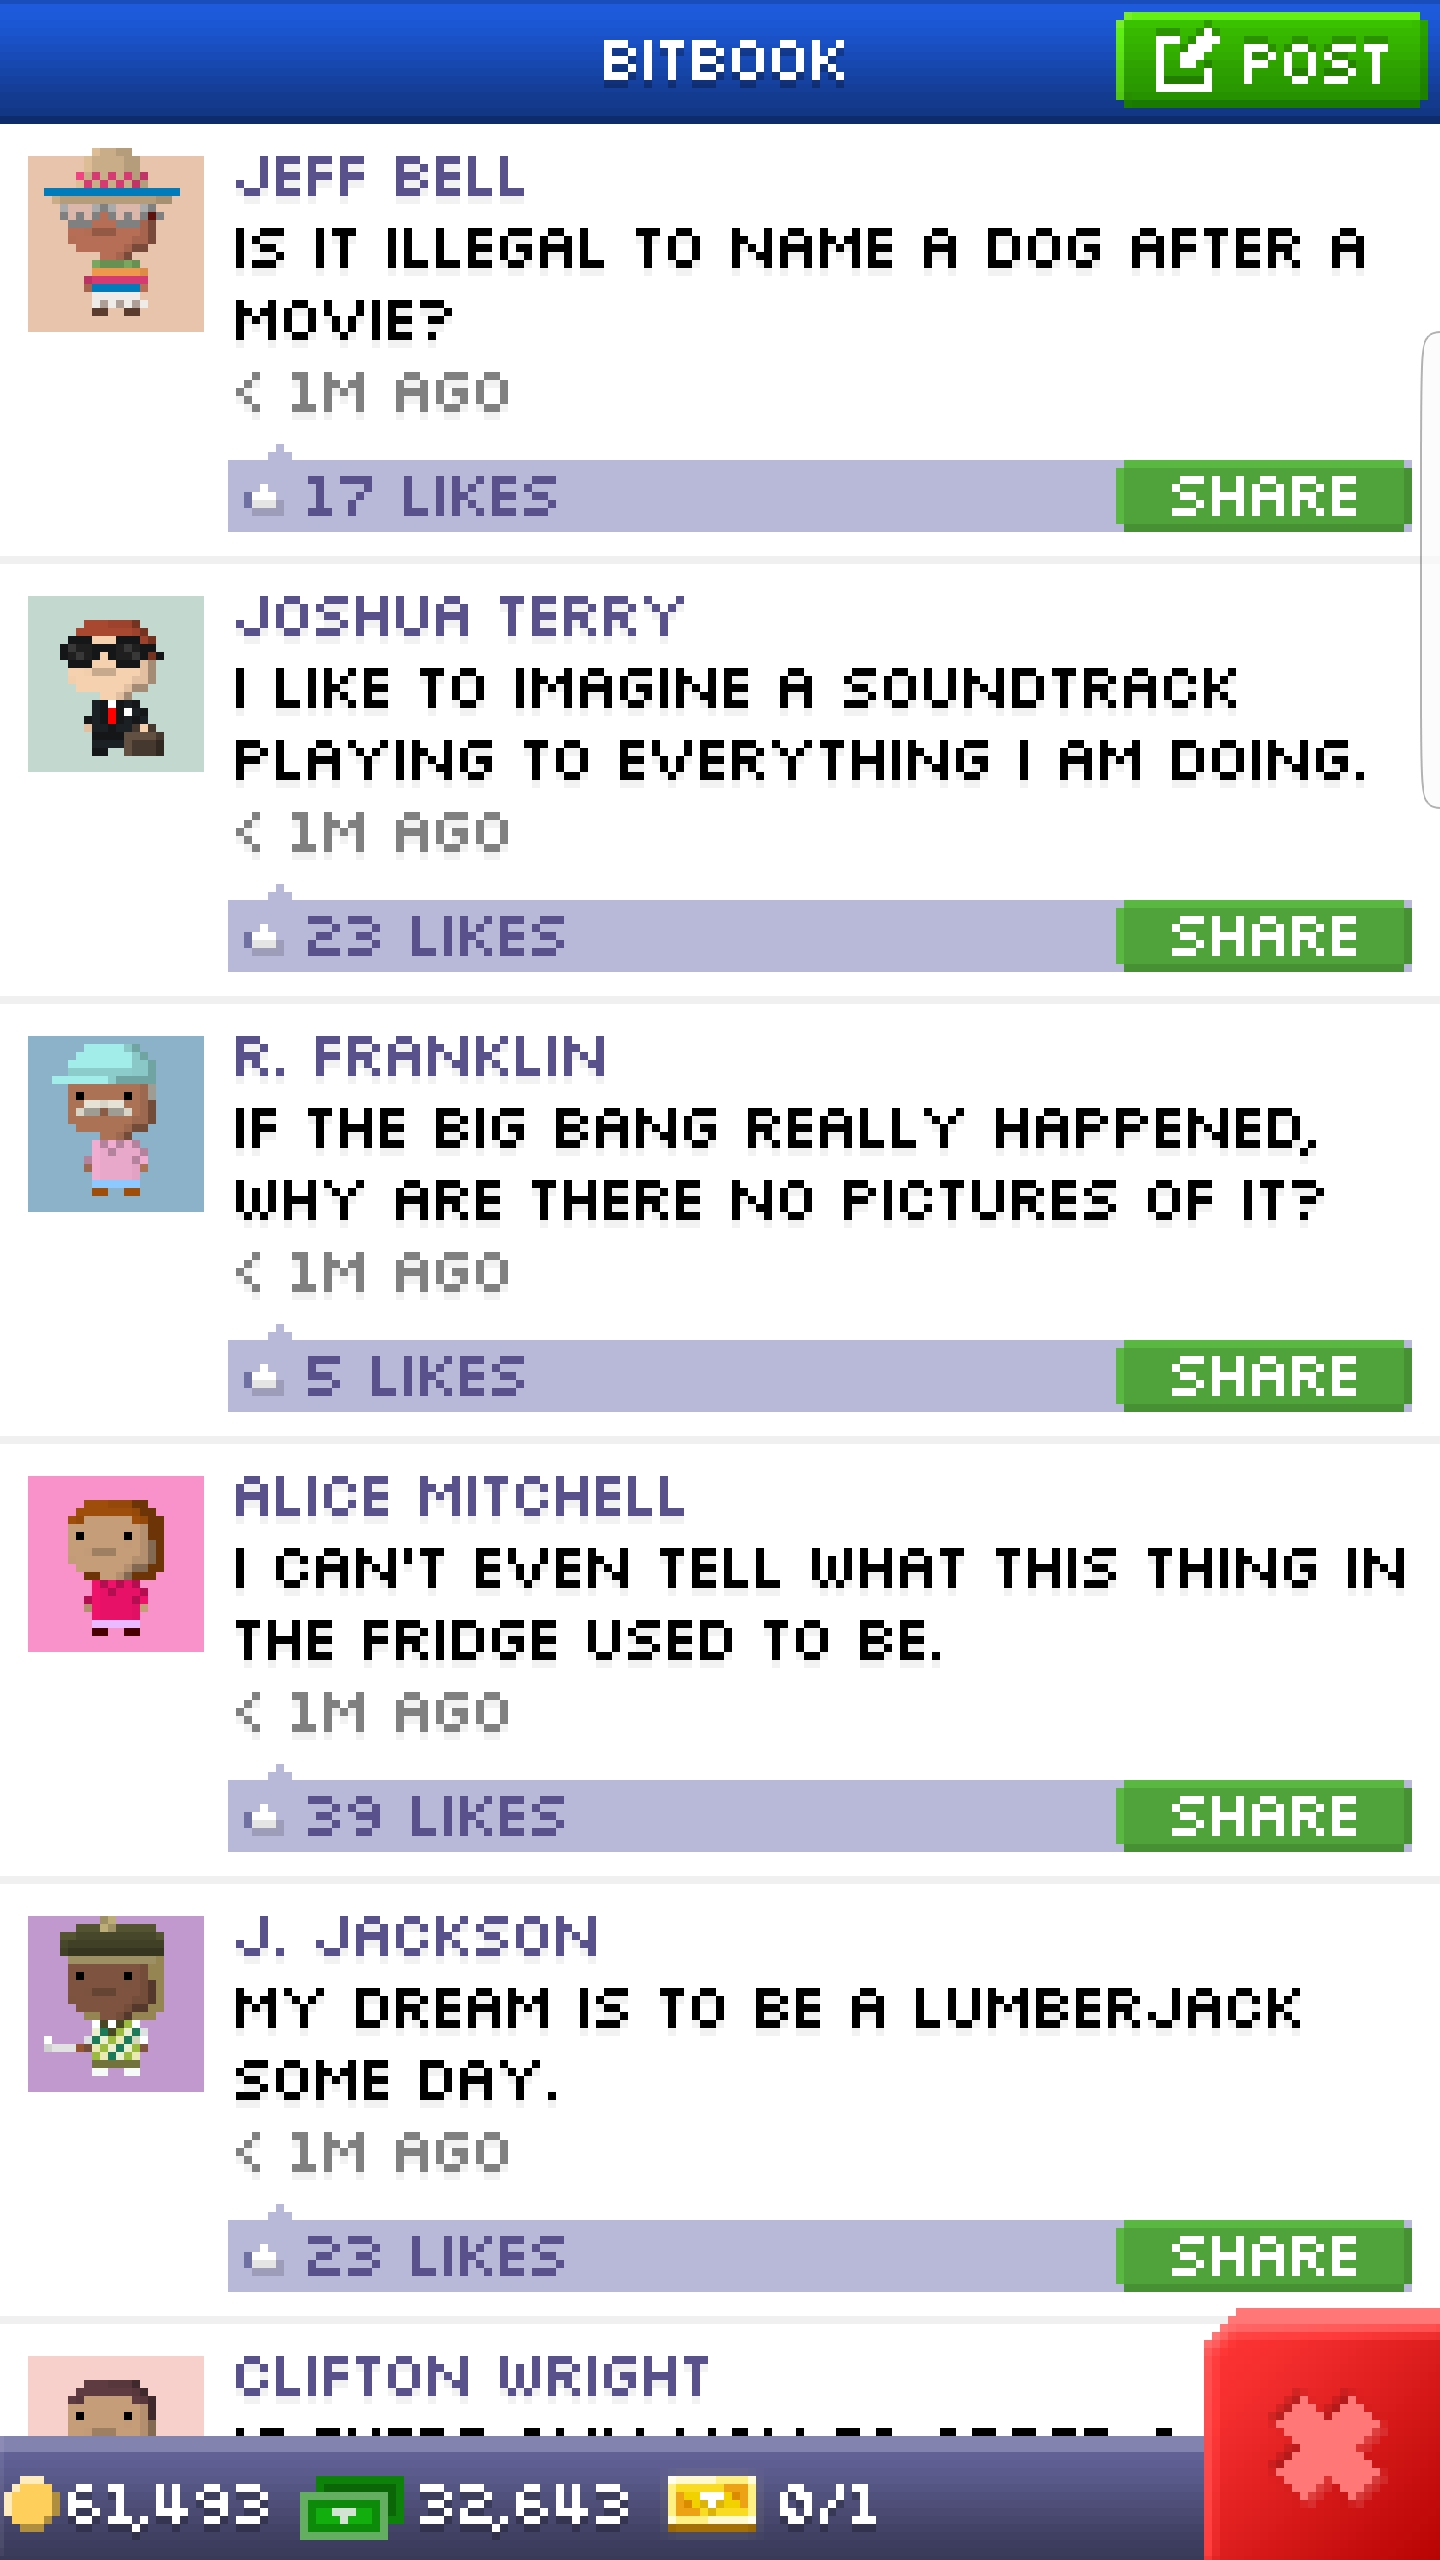 BITBOOK
POST
JEFF BELL
IS IT ILLEGAL TO NAME A DOG AFTER A
MOVIE?
< 1M AGO
17 LIKES
SHARE
JOSHUA TERRY
I LIKE TO IMAGINE A SOUNDTRACK
PLAYING TO EVERYTHING I AM DOING.
< 1M AGO
23 LIKES
SHARE
R. FRANKLIN
IF THE BIG BANG REALLY HAPPENED,
WHY ARE THERE NO PICTURES OF IT?
< 1M AGO
5 LIKES
SHARE
ALICE MITCHELL
I CAN'T EVEN TELL WHAT THIS THING IN
THE FRIDGE USED TO BE.
< 1M AGO
39 LIKES
SHARE
J. JACKSON
MY DREAM IS TO BE A LUMBERJACK
SOME DAY.
< 1M AGO
23 LIKES
SHARE
CLIFTON WRIGHT
61,493
32,643
0/1